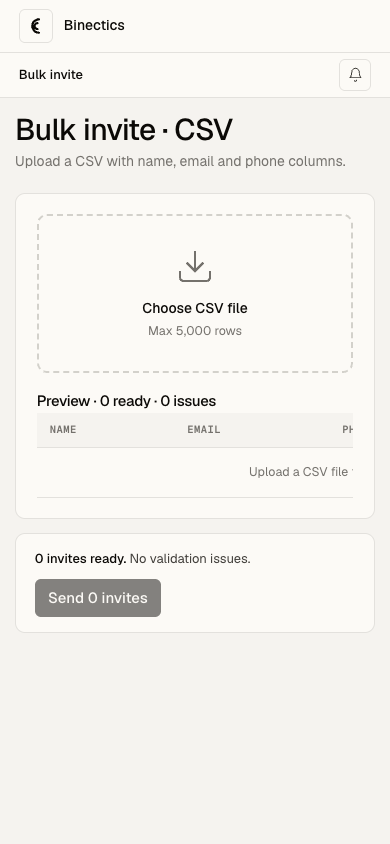 Binectics
Bulk invite
Bulk invite · CSV
Upload a CSV with name, email and phone columns.
Choose CSV file
Max 5,000 rows
Preview · 0 ready · 0 issues
NAME EMAIL
Upload a CSV file
0 invites ready. No validation issues.
Send 0 invites